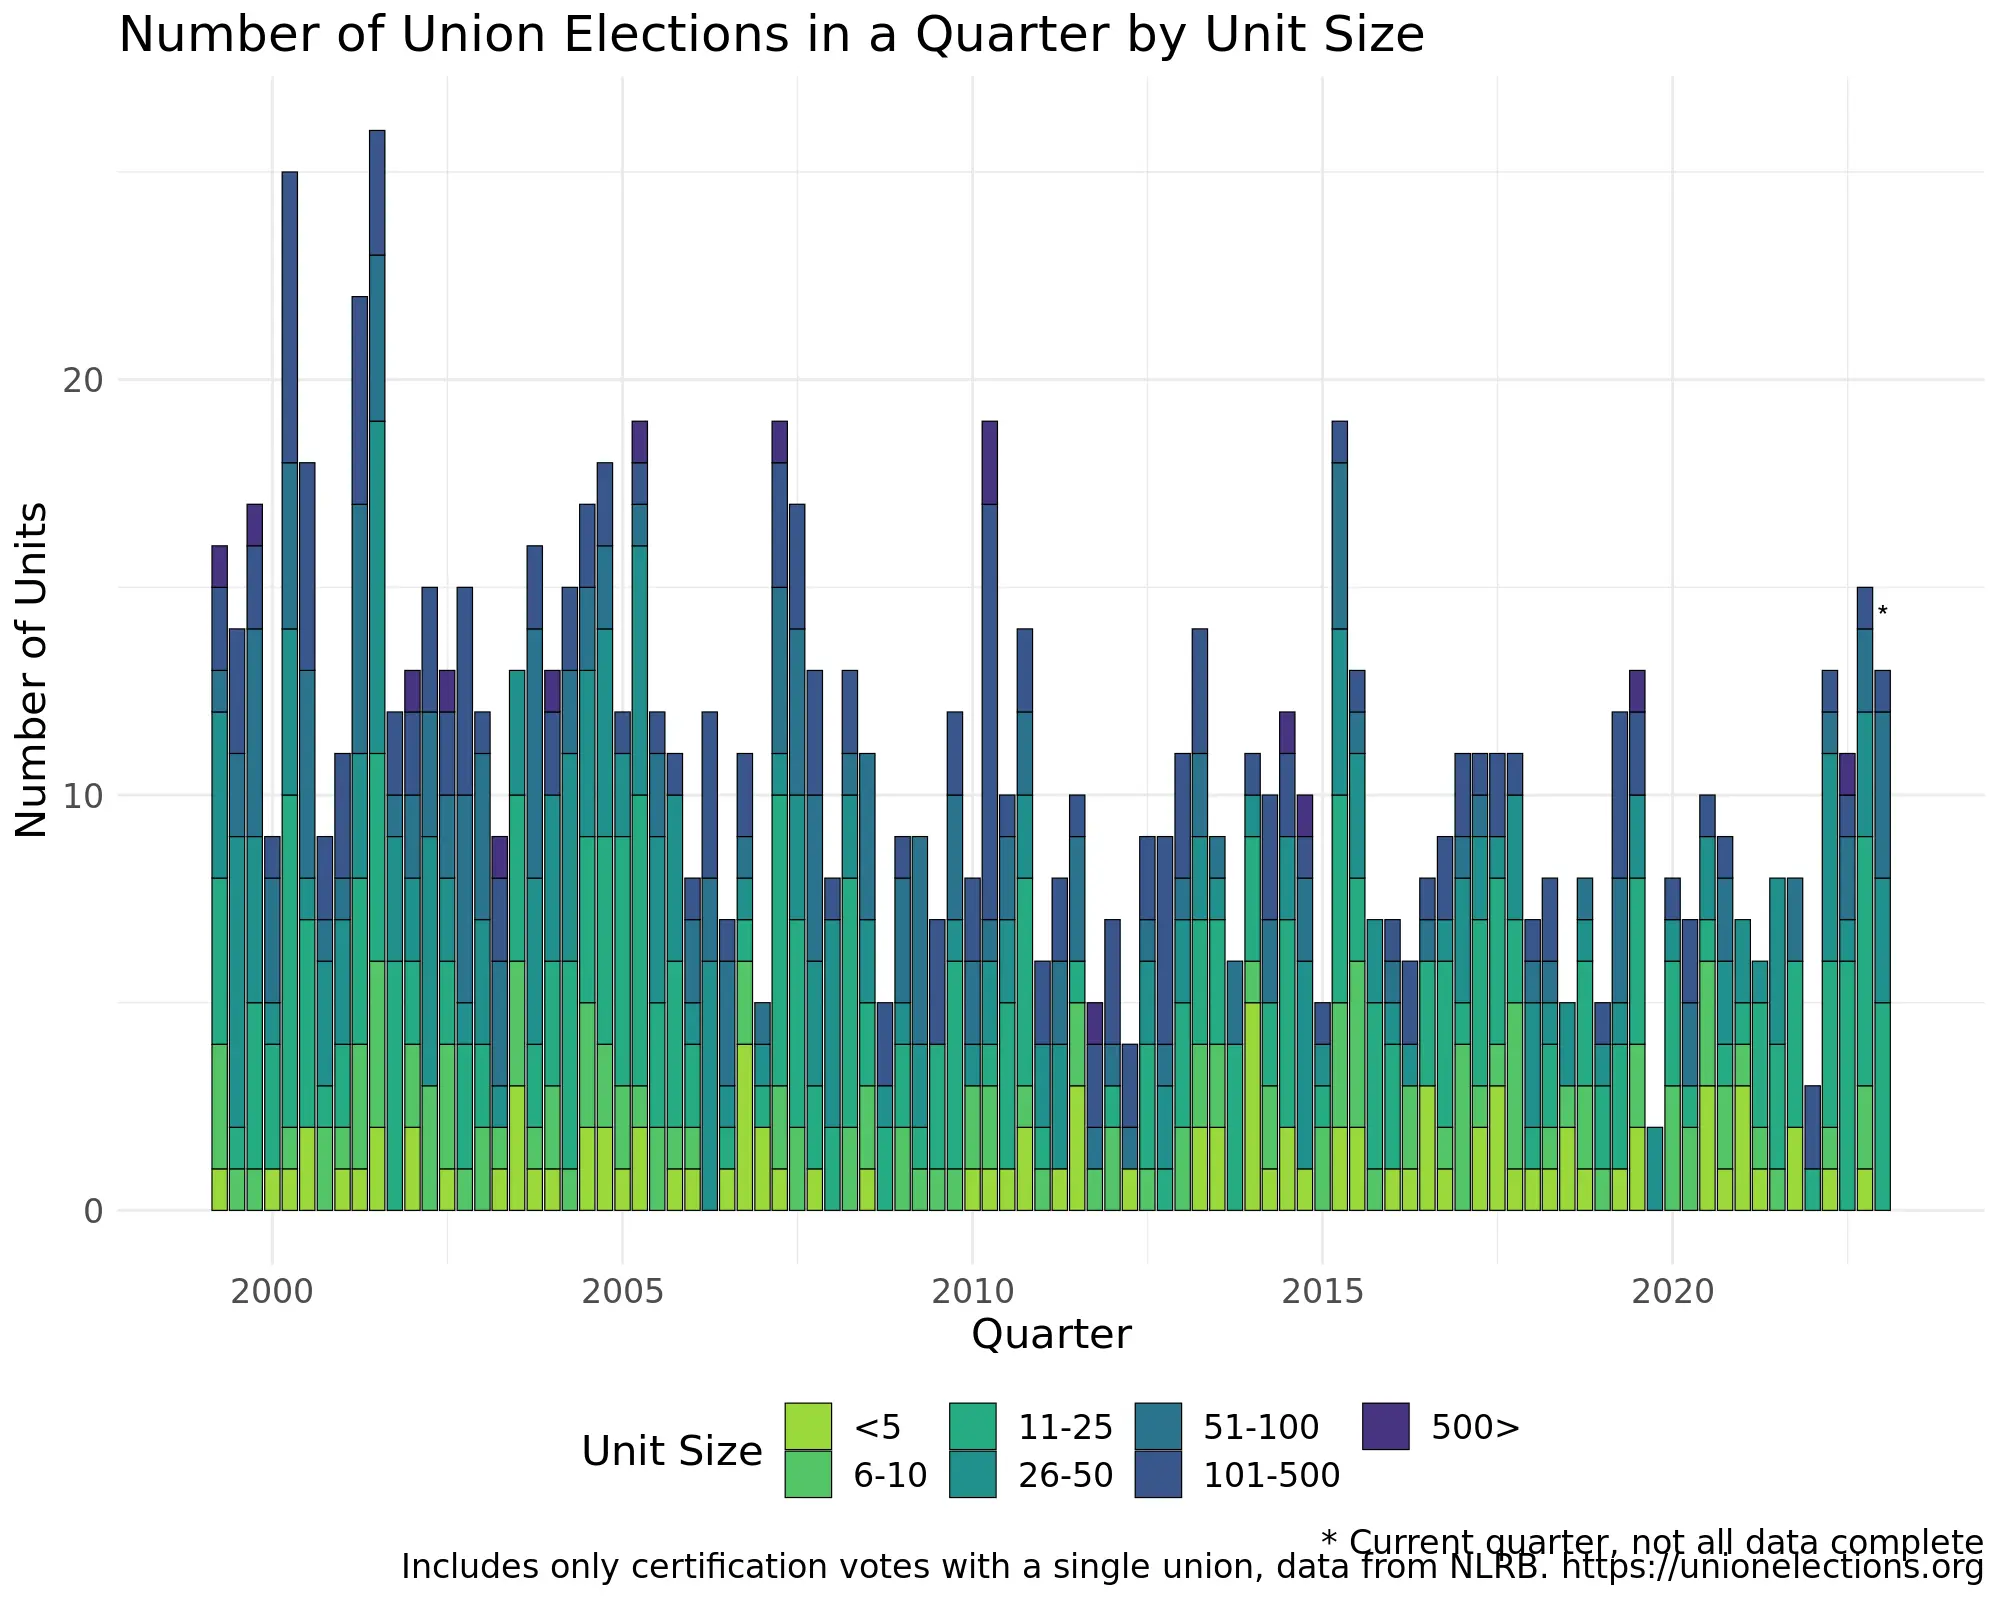 Number of Union Elections in a Quarter by Unit Size
Number of Units
20
10
0
*
2000 2005 2010 2015 2020
Quarter
Unit Size
<5 11-25 51-100 500>
6-10 26-50 101-500
* Current quarter, not all data complete
Includes only certification votes with a single union, data from NLRB. https://unionelections.org